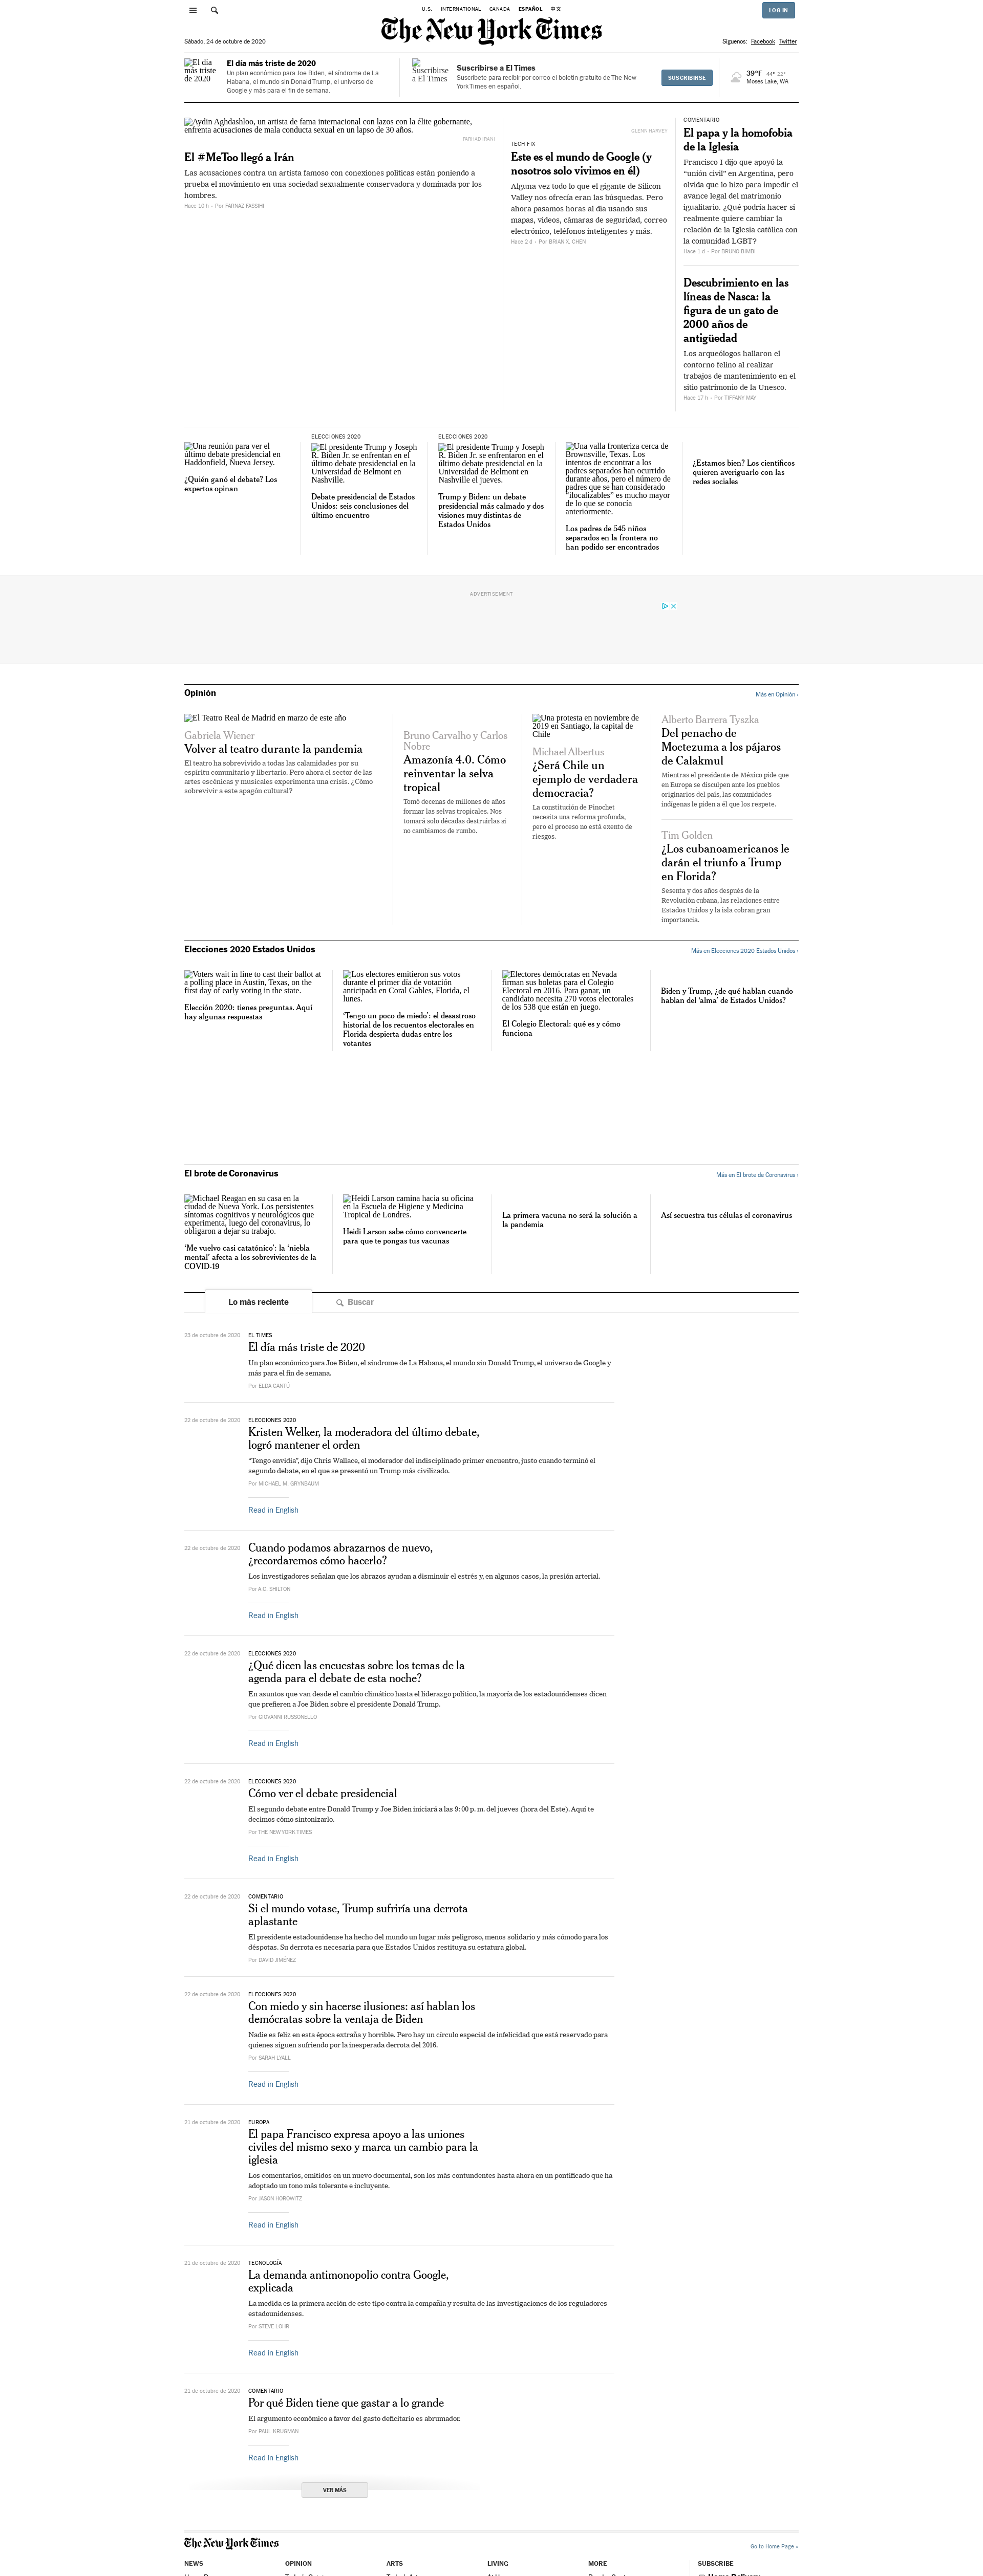 U.S. INTERNATIONAL CANADA ESPAÑOL 中文
LOG IN
The New York Times
Sábado, 24 de octubre de 2020
Síguenos: Facebook Twitter
El día más triste de 2020
El día más triste de 2020
Un plan económico para Joe Biden, el síndrome de La Habana, el mundo sin Donald Trump, el universo de Google y más para el fin de semana.
Suscribirse a El Times
Suscribirse a El Times
Suscríbete para recibir por correo el boletín gratuito de The New York Times en español.
SUSCRIBIRSE
39°F 44° 22°
Moses Lake, WA
Aydin Aghdashloo, un artista de fama internacional con lazos con la élite gobernante, enfrenta acusaciones de mala conducta sexual en un lapso de 30 años.
FARHAD IRANI
El #MeToo llegó a Irán
Las acusaciones contra un artista famoso con conexiones políticas están poniendo a prueba el movimiento en una sociedad sexualmente conservadora y dominada por los hombres.
Hace 10 h · Por FARNAZ FASSIHI
GLENN HARVEY
TECH FIX
Este es el mundo de Google (y nosotros solo vivimos en él)
Alguna vez todo lo que el gigante de Silicon Valley nos ofrecía eran las búsquedas. Pero ahora pasamos horas al día usando sus mapas, videos, cámaras de seguridad, correo electrónico, teléfonos inteligentes y más.
Hace 2 d · Por BRIAN X. CHEN
COMENTARIO
El papa y la homofobia de la Iglesia
Francisco I dijo que apoyó la “unión civil” en Argentina, pero olvida que lo hizo para impedir el avance legal del matrimonio igualitario. ¿Qué podría hacer si realmente quiere cambiar la relación de la Iglesia católica con la comunidad LGBT?
Hace 1 d · Por BRUNO BIMBI
Descubrimiento en las líneas de Nasca: la figura de un gato de 2000 años de antigüedad
Los arqueólogos hallaron el contorno felino al realizar trabajos de mantenimiento en el sitio patrimonio de la Unesco.
Hace 17 h · Por TIFFANY MAY
Una reunión para ver el último debate presidencial en Haddonfield, Nueva Jersey.
¿Quién ganó el debate? Los expertos opinan
ELECCIONES 2020
El presidente Trump y Joseph R. Biden Jr. se enfrentan en el último debate presidencial en la Universidad de Belmont en Nashville.
Debate presidencial de Estados Unidos: seis conclusiones del último encuentro
ELECCIONES 2020
El presidente Trump y Joseph R. Biden Jr. se enfrentaron en el último debate presidencial en la Universidad de Belmont en Nashville el jueves.
Trump y Biden: un debate presidencial más calmado y dos visiones muy distintas de Estados Unidos
Una valla fronteriza cerca de Brownsville, Texas. Los intentos de encontrar a los padres separados han ocurrido durante años, pero el número de padres que se han considerado “ilocalizables” es mucho mayor de lo que se conocía anteriormente.
Los padres de 545 niños separados en la frontera no han podido ser encontrados
¿Estamos bien? Los científicos quieren averiguarlo con las redes sociales
ADVERTISEMENT
Opinión
Más en Opinión ›
El Teatro Real de Madrid en marzo de este año
Gabriela Wiener
Volver al teatro durante la pandemia
El teatro ha sobrevivido a todas las calamidades por su espíritu comunitario y libertario. Pero ahora el sector de las artes escénicas y musicales experimenta una crisis. ¿Cómo sobrevivir a este apagón cultural?
Bruno Carvalho y Carlos Nobre
Amazonía 4.0. Cómo reinventar la selva tropical
Tomó decenas de millones de años formar las selvas tropicales. Nos tomará solo décadas destruirlas si no cambiamos de rumbo.
Una protesta en noviembre de 2019 en Santiago, la capital de Chile
Michael Albertus
¿Será Chile un ejemplo de verdadera democracia?
La constitución de Pinochet necesita una reforma profunda, pero el proceso no está exento de riesgos.
Alberto Barrera Tyszka
Del penacho de Moctezuma a los pájaros de Calakmul
Mientras el presidente de México pide que en Europa se disculpen ante los pueblos originarios del país, las comunidades indígenas le piden a él que los respete.
Tim Golden
¿Los cubanoamericanos le darán el triunfo a Trump en Florida?
Sesenta y dos años después de la Revolución cubana, las relaciones entre Estados Unidos y la isla cobran gran importancia.
Elecciones 2020 Estados Unidos
Más en Elecciones 2020 Estados Unidos ›
Voters wait in line to cast their ballot at a polling place in Austin, Texas, on the first day of early voting in the state.
Elección 2020: tienes preguntas. Aquí hay algunas respuestas
Los electores emitieron sus votos durante el primer día de votación anticipada en Coral Gables, Florida, el lunes.
‘Tengo un poco de miedo’: el desastroso historial de los recuentos electorales en Florida despierta dudas entre los votantes
Electores demócratas en Nevada firman sus boletas para el Colegio Electoral en 2016. Para ganar, un candidato necesita 270 votos electorales de los 538 que están en juego.
El Colegio Electoral: qué es y cómo funciona
Biden y Trump, ¿de qué hablan cuando hablan del ‘alma’ de Estados Unidos?
El brote de Coronavirus
Más en El brote de Coronavirus ›
Michael Reagan en su casa en la ciudad de Nueva York. Los persistentes síntomas cognitivos y neurológicos que experimenta, luego del coronavirus, lo obligaron a dejar su trabajo.
‘Me vuelvo casi catatónico’: la ‘niebla mental’ afecta a los sobrevivientes de la COVID-19
Heidi Larson camina hacia su oficina en la Escuela de Higiene y Medicina Tropical de Londres.
Heidi Larson sabe cómo convencerte para que te pongas tus vacunas
La primera vacuna no será la solución a la pandemia
Así secuestra tus células el coronavirus
Lo más reciente
Buscar
23 de octubre de 2020
EL TIMES
El día más triste de 2020
Un plan económico para Joe Biden, el síndrome de La Habana, el mundo sin Donald Trump, el universo de Google y más para el fin de semana.
Por ELDA CANTÚ
22 de octubre de 2020
ELECCIONES 2020
Kristen Welker, la moderadora del último debate, logró mantener el orden
“Tengo envidia”, dijo Chris Wallace, el moderador del indisciplinado primer encuentro, justo cuando terminó el segundo debate, en el que se presentó un Trump más civilizado.
Por MICHAEL M. GRYNBAUM
Read in English
22 de octubre de 2020
Cuando podamos abrazarnos de nuevo, ¿recordaremos cómo hacerlo?
Los investigadores señalan que los abrazos ayudan a disminuir el estrés y, en algunos casos, la presión arterial.
Por A.C. SHILTON
Read in English
22 de octubre de 2020
ELECCIONES 2020
¿Qué dicen las encuestas sobre los temas de la agenda para el debate de esta noche?
En asuntos que van desde el cambio climático hasta el liderazgo político, la mayoría de los estadounidenses dicen que prefieren a Joe Biden sobre el presidente Donald Trump.
Por GIOVANNI RUSSONELLO
Read in English
22 de octubre de 2020
ELECCIONES 2020
Cómo ver el debate presidencial
El segundo debate entre Donald Trump y Joe Biden iniciará a las 9:00 p. m. del jueves (hora del Este). Aquí te decimos cómo sintonizarlo.
Por THE NEW YORK TIMES
Read in English
22 de octubre de 2020
COMENTARIO
Si el mundo votase, Trump sufriría una derrota aplastante
El presidente estadounidense ha hecho del mundo un lugar más peligroso, menos solidario y más cómodo para los déspotas. Su derrota es necesaria para que Estados Unidos restituya su estatura global.
Por DAVID JIMÉNEZ
22 de octubre de 2020
ELECCIONES 2020
Con miedo y sin hacerse ilusiones: así hablan los demócratas sobre la ventaja de Biden
Nadie es feliz en esta época extraña y horrible. Pero hay un círculo especial de infelicidad que está reservado para quienes siguen sufriendo por la inesperada derrota del 2016.
Por SARAH LYALL
Read in English
21 de octubre de 2020
EUROPA
El papa Francisco expresa apoyo a las uniones civiles del mismo sexo y marca un cambio para la iglesia
Los comentarios, emitidos en un nuevo documental, son los más contundentes hasta ahora en un pontificado que ha adoptado un tono más tolerante e incluyente.
Por JASON HOROWITZ
Read in English
21 de octubre de 2020
TECNOLOGÍA
La demanda antimonopolio contra Google, explicada
La medida es la primera acción de este tipo contra la compañía y resulta de las investigaciones de los reguladores estadounidenses.
Por STEVE LOHR
Read in English
21 de octubre de 2020
COMENTARIO
Por qué Biden tiene que gastar a lo grande
El argumento económico a favor del gasto deficitario es abrumador.
Por PAUL KRUGMAN
Read in English
VER MÁS
The New York Times
Go to Home Page »
NEWS OPINION ARTS LIVING MORE SUBSCRIBE